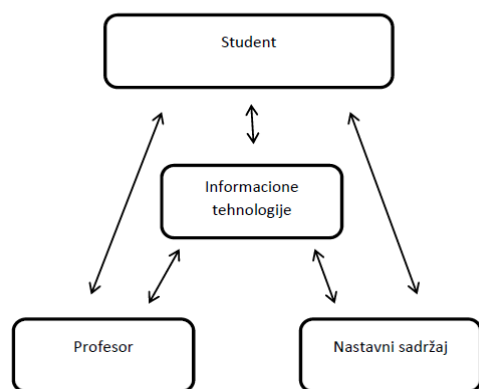 Student
Informacione
tehnologije
Profesor
Nastavni sadržaj